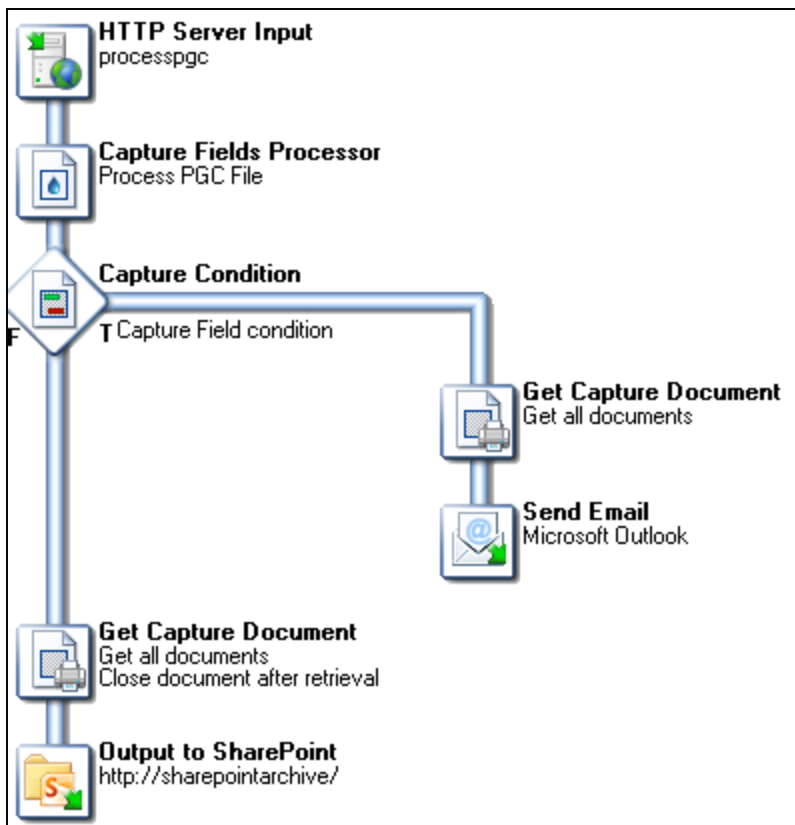 HTTP Server Input
processpgc
Capture Fields Processor
Process PGC File
Capture Condition
F
T Capture Field condition
Get Capture Document
Get all documents
@
Send Email
Microsoft Outlook
Get Capture Document
Get all documents
Close document after retrieval
S
Output to SharePoint
http://sharepointarchive/